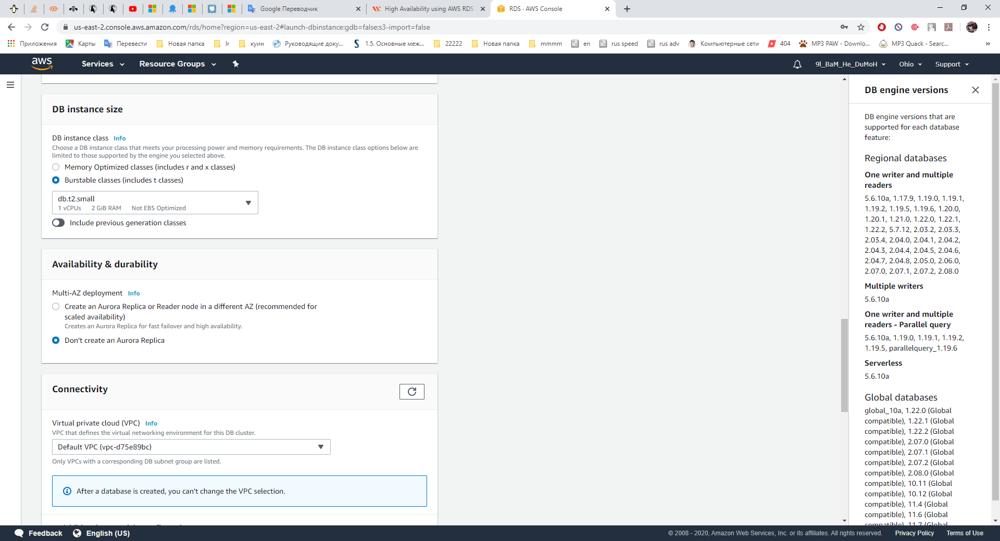 Google Переводчик
High Availability using AWS RDS
RDS · AWS Console
us-east-2.console.aws.amazon.com/rds/home?region=us-east-2#launch-dbinstance:gdb=false;s3-import=false
Приложения
Карты
Перевести
Новая папка
Ir
куин
Руководящие доку...
1.5. Основные меж...
22222
Новая папка
mmmm
en
rus speed
rus adv
Компьютерные сети
404
MP3 PAW - Downlo...
MP3 Quack - Searc...
»
aws
Services
Resource Groups
9l_BaM_He_DuMoH
Ohio
Support
DB instance size
DB instance class Info
Choose a DB instance class that meets your processing power and memory requirements. The DB instance class options below are
limited to those supported by the engine you selected above.
Memory Optimized classes (includes r and x classes)
Burstable classes (includes t classes)
db.t2.small
1 vCPUs 2 GiB RAM Not EBS Optimized
Include previous generation classes
Availability & durability
Multi-AZ deployment Info
Create an Aurora Replica or Reader node in a different AZ (recommended for
scaled availability)
Creates an Aurora Replica for fast failover and high availability.
Don't create an Aurora Replica
Connectivity
Virtual private cloud (VPC) Info
VPC that defines the virtual networking environment for this DB cluster.
Default VPC (vpc-d75e89bc)
Only VPCs with a corresponding DB subnet group are listed.
After a database is created, you can't change the VPC selection.
DB engine versions
DB engine versions that are
supported for each database
feature:
Regional databases
One writer and multiple
readers
5.6.10a, 1.17.9, 1.19.0, 1.19.1,
1.19.2, 1.19.5, 1.19.6, 1.20.0,
1.20.1, 1.21.0, 1.22.0, 1.22.1,
1.22.2, 5.7.12, 2.03.2, 2.03.3,
2.03.4, 2.04.0, 2.04.1, 2.04.2,
2.04.3, 2.04.4, 2.04.5, 2.04.6,
2.04.7, 2.04.8, 2.05.0, 2.06.0,
2.07.0, 2.07.1, 2.07.2, 2.08.0
Multiple writers
5.6.10a
One writer and multiple
readers - Parallel query
5.6.10a, 1.19.0, 1.19.1, 1.19.2,
1.19.5, parallelquery_1.19.6
Serverless
5.6.10a
Global databases
global_10a, 1.22.0 (Global
compatible), 1.22.1 (Global
compatible), 1.22.2 (Global
compatible), 2.07.0 (Global
compatible), 2.07.1 (Global
compatible), 2.07.2 (Global
compatible), 2.08.0 (Global
compatible), 10.11 (Global
compatible), 10.12 (Global
compatible), 11.4 (Global
compatible), 11.6 (Global
compatible), 11.7 (Global
Feedback
English (US)
© 2008 - 2020, Amazon Web Services, Inc. or its affiliates. All rights reserved.
Privacy Policy
Terms of Use